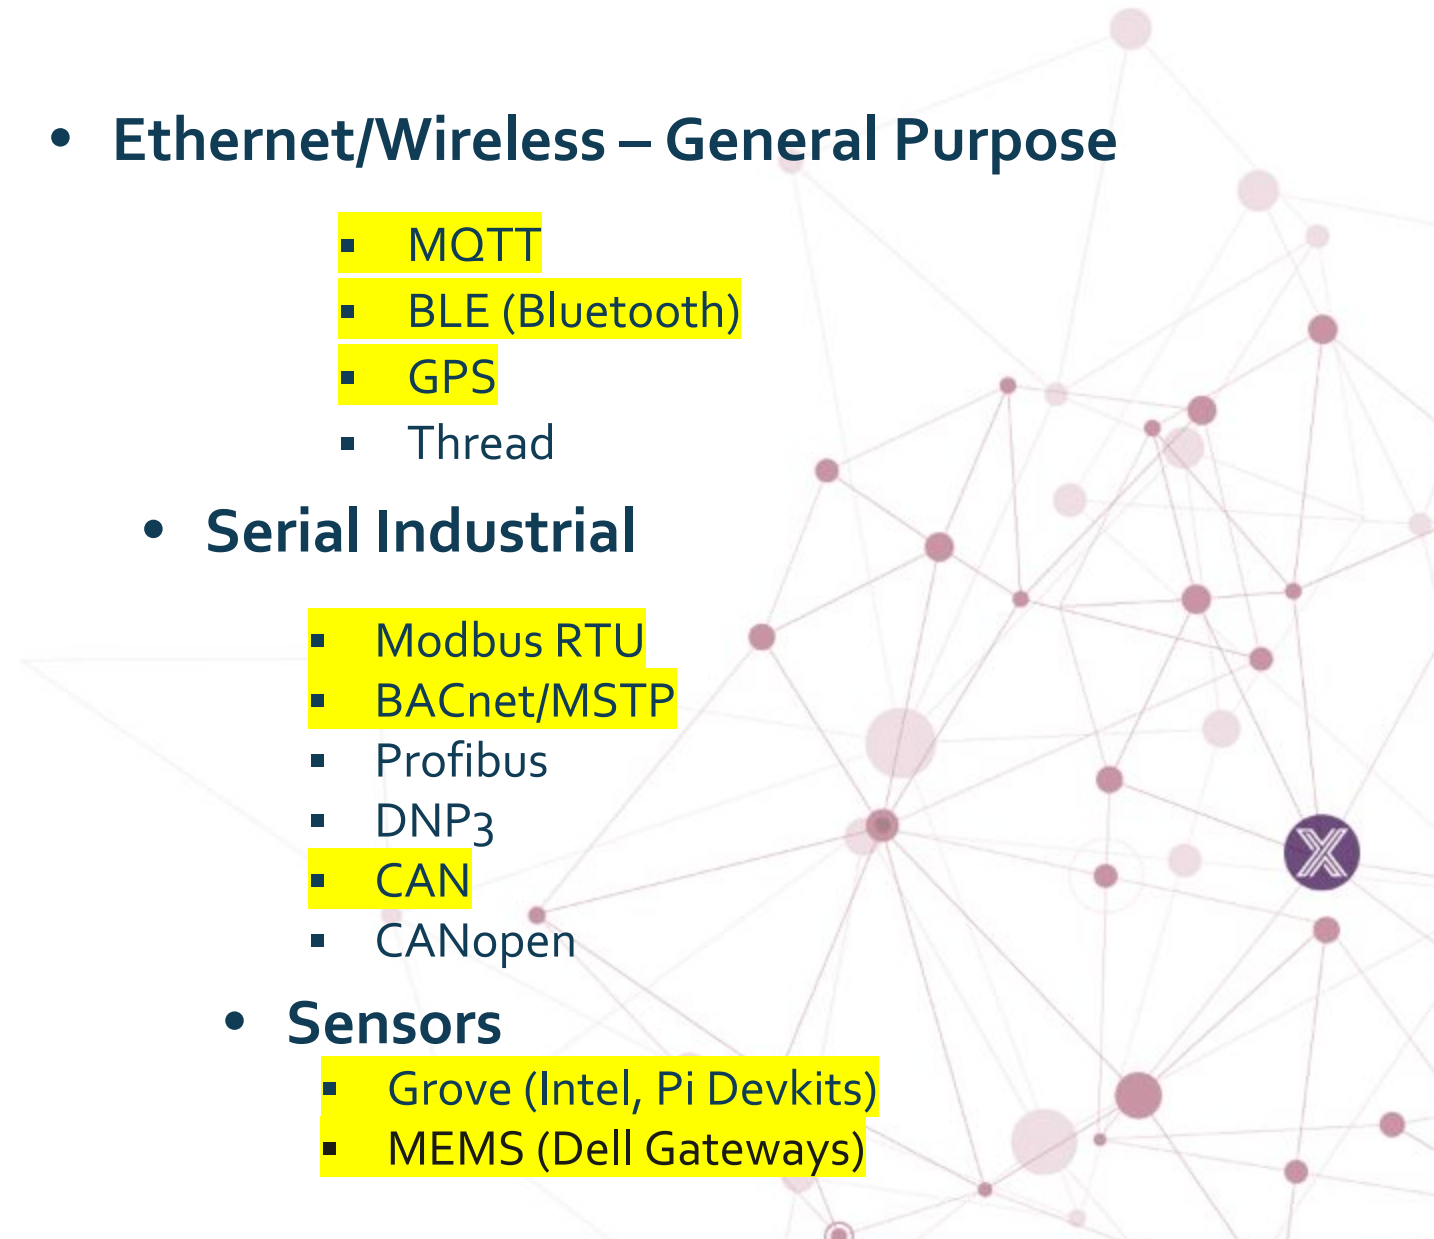 • Ethernet/Wireless – General Purpose
▪ MQTT
▪ BLE (Bluetooth)
▪ GPS
▪ Thread
• Serial Industrial
▪ Modbus RTU
▪ BACnet/MSTP
▪ Profibus
▪ DNP3
▪ CAN
▪ CANopen
• Sensors
▪ Grove (Intel, Pi Devkits)
▪ MEMS (Dell Gateways)
X